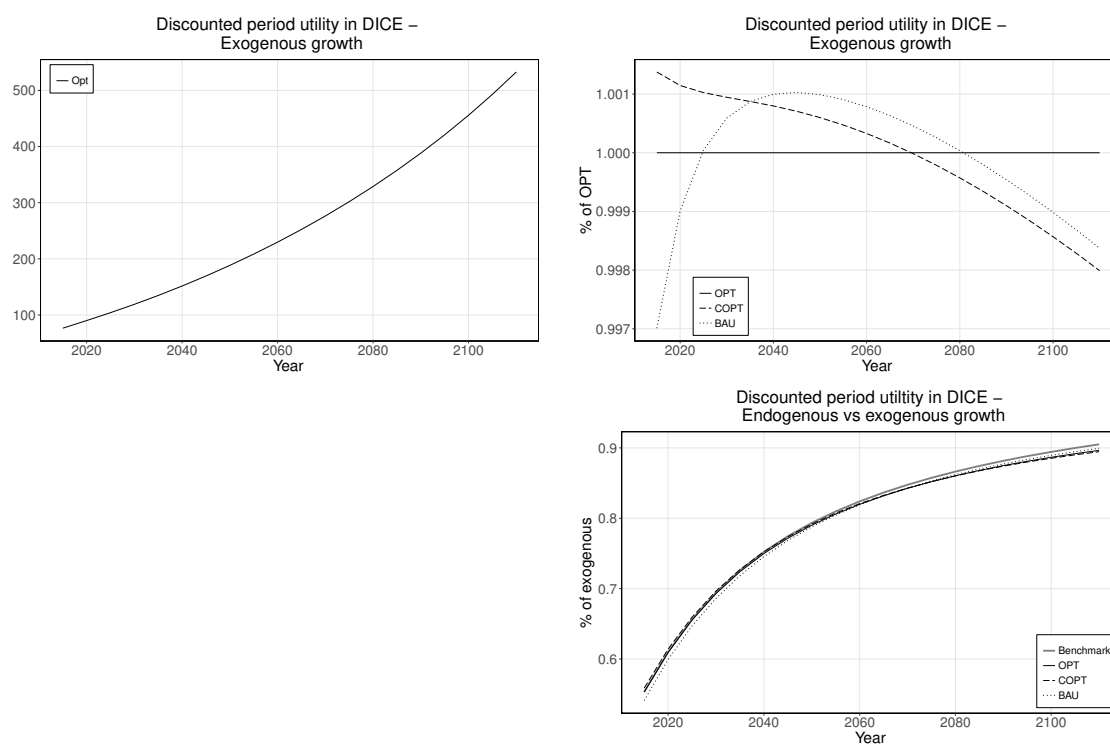 Discounted period utility in DICE –
Exogenous growth
Opt
500
400
300
200
100
2020 2040 2060 2080 2100
Year
Discounted period utility in DICE –
Exogenous growth
% of OPT
1.001
1.000
0.999
0.998
0.997
OPT
COPT
BAU
2020 2040 2060 2080 2100
Year
Discounted period utiltity in DICE –
Endogenous vs exogenous growth
% of exogenous
0.9
0.8
0.7
0.6
Benchmark
OPT
COPT
BAU
2020 2040 2060 2080 2100
Year